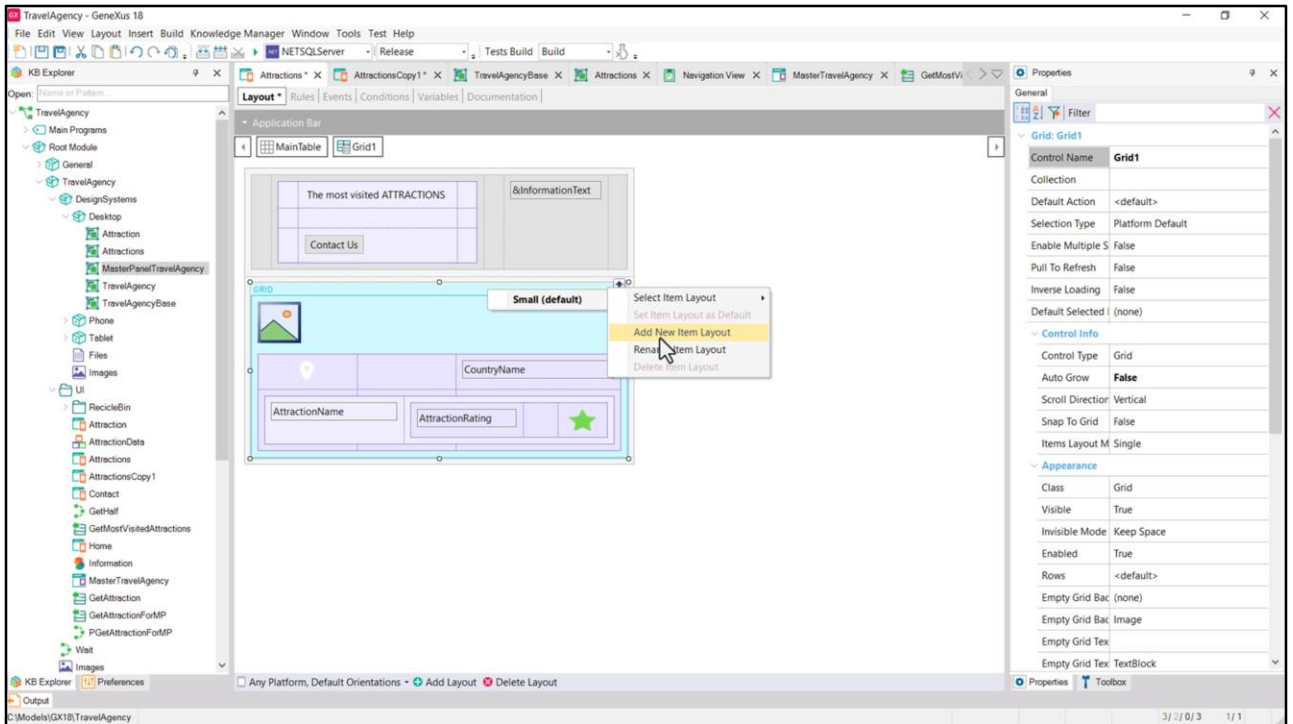 TravelAgency - GeneXus 18
File Edit View Layout Insert Build Knowledge Manager Window Tools Test Help
NETSQLServer Release Tests Build Build
KB Explorer
Open: Name or Pattern...
TravelAgency
Main Programs
Root Module
General
TravelAgency
DesignSystems
Desktop
Attraction
Attractions
MasterPanelTravelAgency
TravelAgency
TravelAgencyBase
Phone
Tablet
Files
Images
UI
RecicleBin
Attraction
AttractionData
Attractions
AttractionsCopy1
Contact
GetHalf
GetMostVisitedAttractions
Home
Information
MasterTravelAgency
GetAttraction
GetAttractionForMP
PGetAttractionForMP
Wait
Images
KB Explorer Preferences
Output
C:\Models\GX18\TravelAgency
Attractions * AttractionsCopy1 * TravelAgencyBase Attractions Navigation View MasterTravelAgency GetMostVi
Layout * Rules Events Conditions Variables Documentation
Application Bar
MainTable Grid1
The most visited ATTRACTIONS
&InformationText
Contact Us
GRID
Small (default)
Select Item Layout
Set Item Layout as Default
Add New Item Layout
Rename Item Layout
Delete Item Layout
CountryName
AttractionName
AttractionRating
Any Platform, Default Orientations Add Layout Delete Layout
Properties
General
Filter
Grid: Grid1
Control Name Grid1
Collection
Default Action <default>
Selection Type Platform Default
Enable Multiple S False
Pull To Refresh False
Inverse Loading False
Default Selected I (none)
Control Info
Control Type Grid
Auto Grow False
Scroll Direction Vertical
Snap To Grid False
Items Layout M Single
Appearance
Class Grid
Visible True
Invisible Mode Keep Space
Enabled True
Rows <default>
Empty Grid Bac (none)
Empty Grid Bac Image
Empty Grid Tex
Empty Grid Tex TextBlock
Properties Toolbox
3/ 2/ 0/ 3 1/ 1